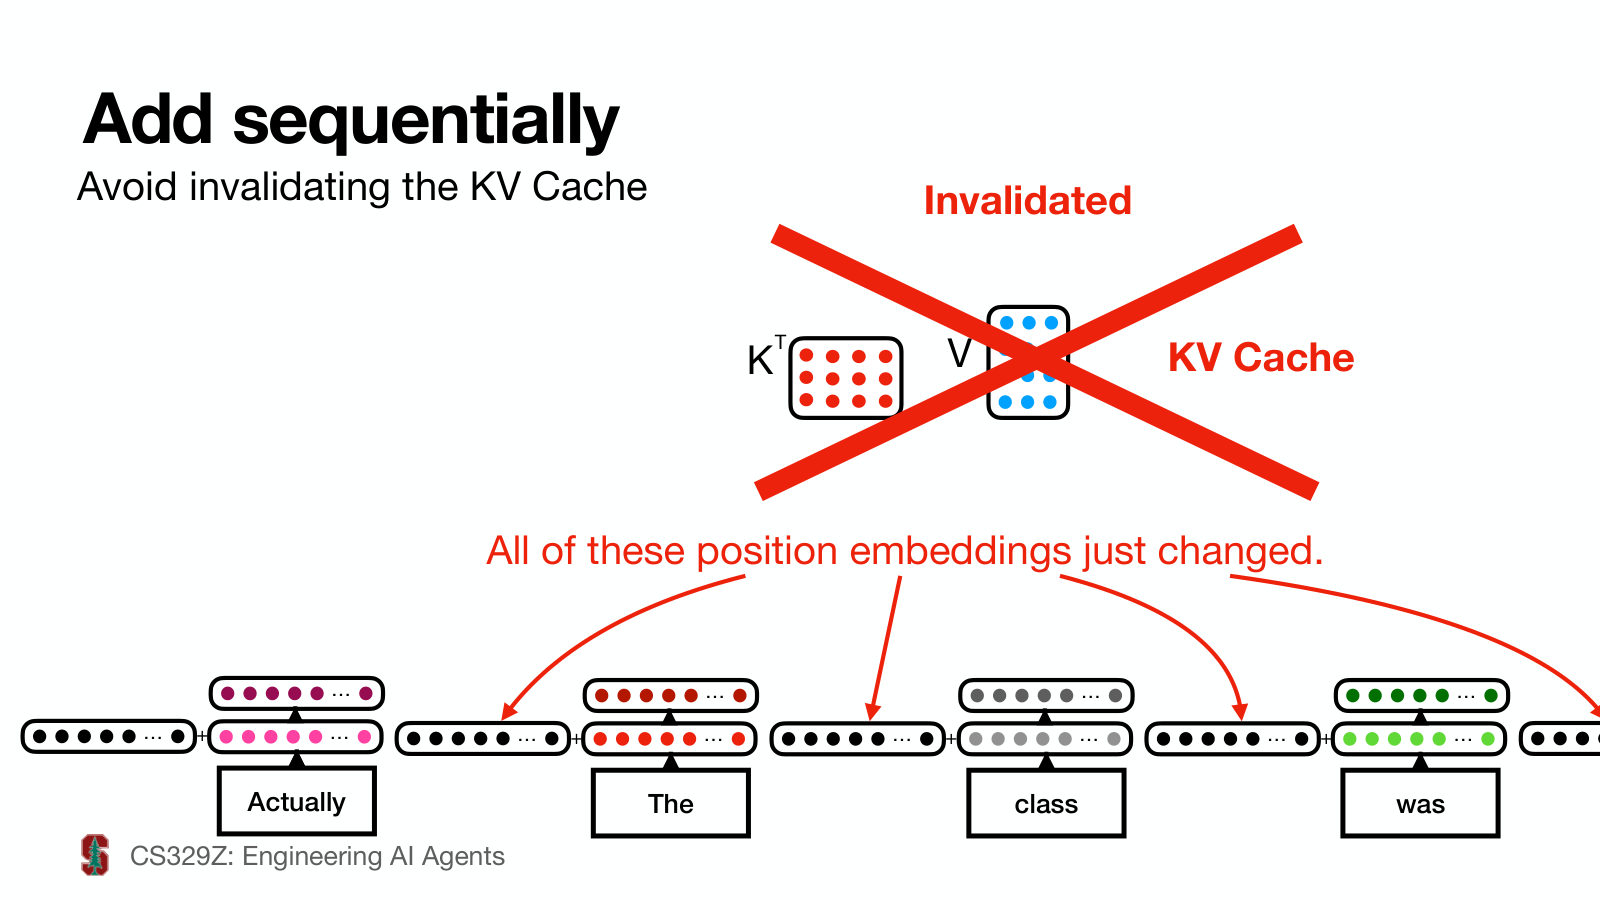 Add sequentially
Avoid invalidating the KV Cache
Invalidated
K^T
V
KV Cache
All of these position embeddings just changed.
... + ...
... + ...
... + ...
... + ...
Actually
The
class
was
CS329Z: Engineering AI Agents